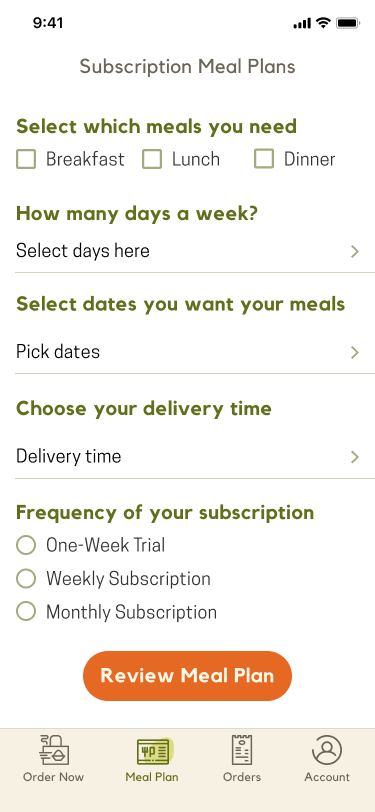 9:41
Subscription Meal Plans
Select which meals you need
Breakfast Lunch Dinner
How many days a week?
Select days here
Select dates you want your meals
Pick dates
Choose your delivery time
Delivery time
Frequency of your subscription
One-Week Trial
Weekly Subscription
Monthly Subscription
Review Meal Plan
Order Now Meal Plan Orders Account